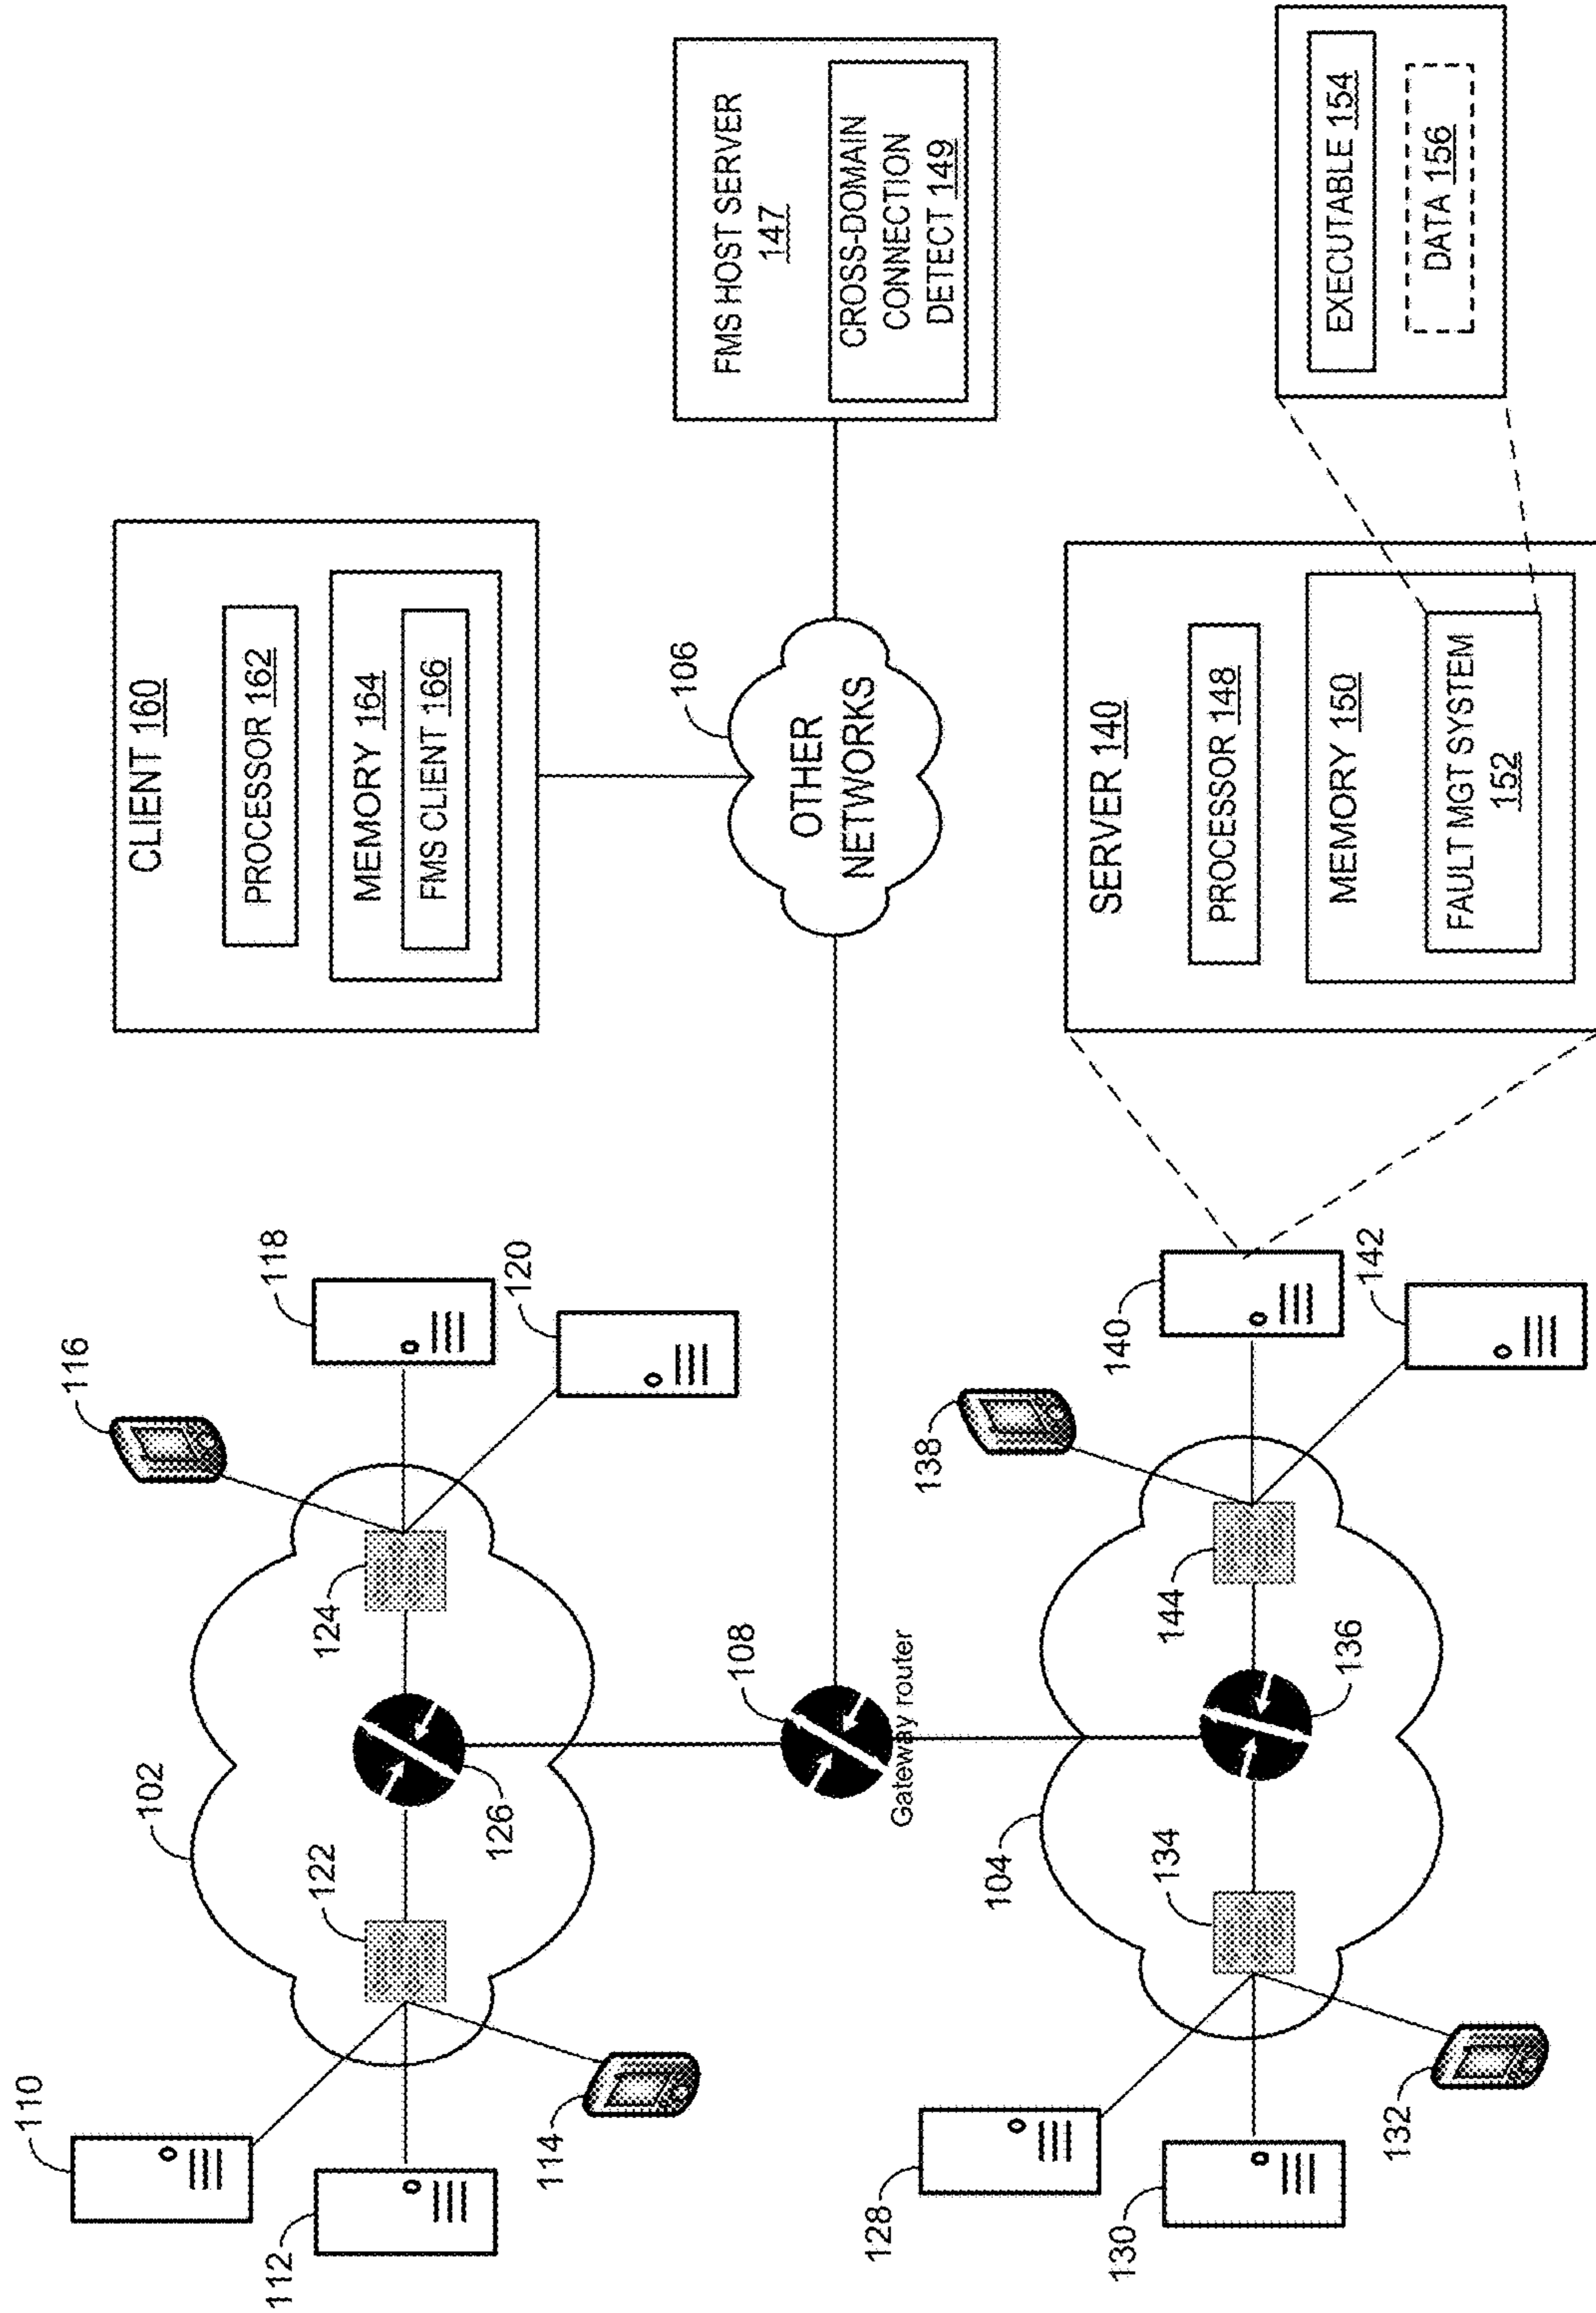 110
112
114
102
122
126
124
116
118
120
108
Gateway router
128
130
132
104
134
136
144
138
140
142
CLIENT 160
PROCESSOR 162
MEMORY 164
FMS CLIENT 166
106
OTHER
NETWORKS
FMS HOST SERVER
147
CROSS-DOMAIN
CONNECTION
DETECT 149
SERVER 140
PROCESSOR 148
MEMORY 150
FAULT MGT SYSTEM
152
EXECUTABLE 154
DATA 156